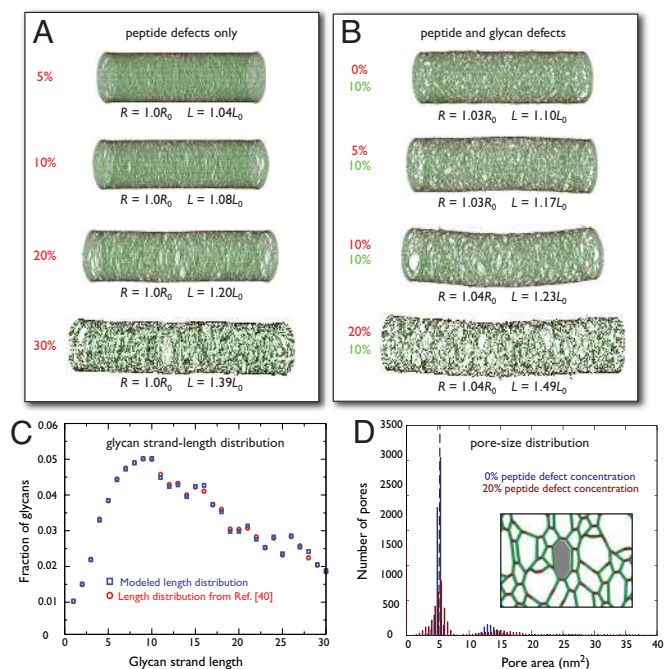 A
peptide defects only
5%
R = 1.0R0 L = 1.04L0
10%
R = 1.0R0 L = 1.08L0
20%
R = 1.0R0 L = 1.20L0
30%
R = 1.0R0 L = 1.39L0
B
peptide and glycan defects
0%
10%
R = 1.03R0 L = 1.10L0
5%
10%
R = 1.03R0 L = 1.17L0
10%
10%
R = 1.04R0 L = 1.23L0
20%
10%
R = 1.04R0 L = 1.49L0
C
glycan strand-length distribution
0.06
0.05
0.04
0.03
0.02
0.01
0
Fraction of glycans
Modeled length distribution
Length distribution from Ref. [40]
0 5 10 15 20 25 30
Glycan strand length
D
pore-size distribution
3500
3000
2500
2000
1500
1000
500
0
Number of pores
0% peptide defect concentration
20% peptide defect concentration
0 5 10 15 20 25 30 35 40
Pore area (nm²)